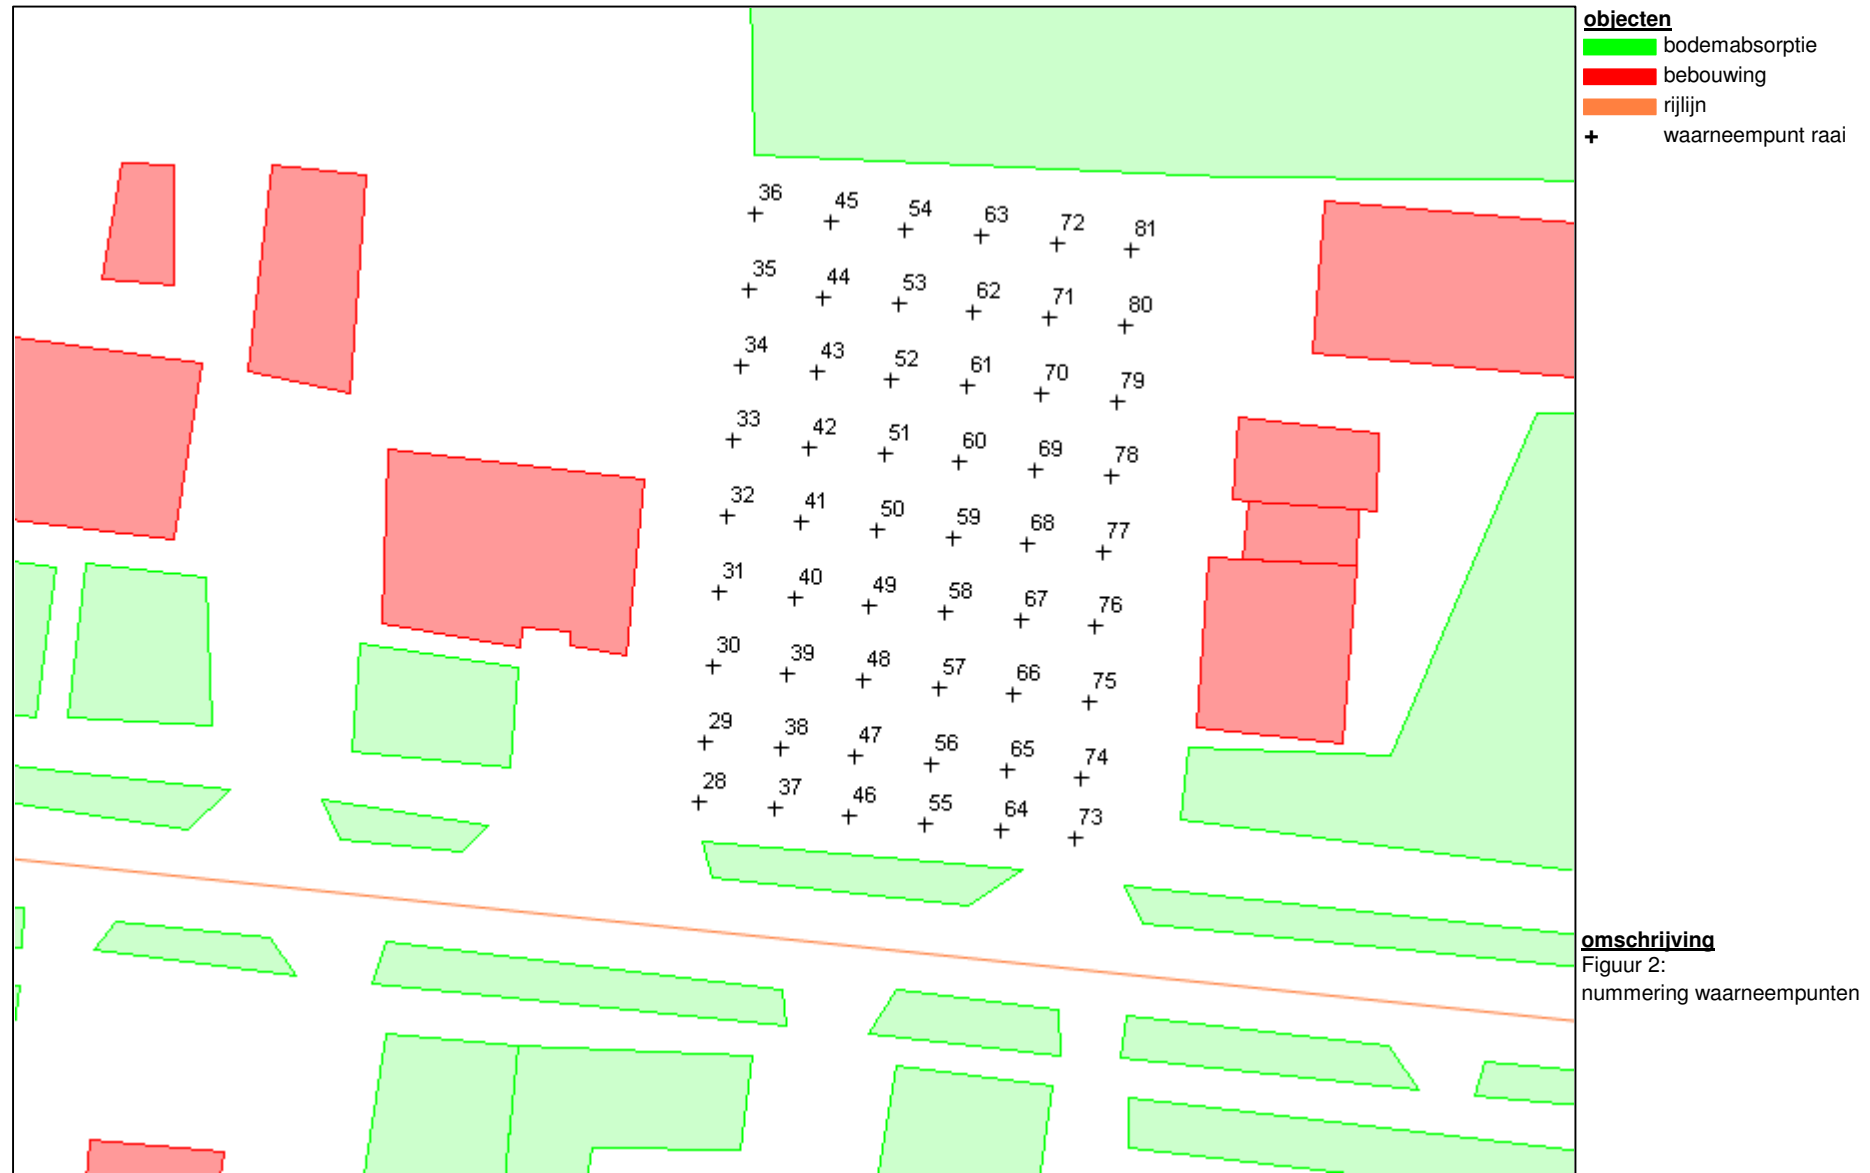 objecten
bodemabsorptie
bebouwing
rijlijn
+ waarneempunt raai
36 45 54 63 72 81
35 44 53 62 71 80
34 43 52 61 70 79
33 42 51 60 69 78
32 41 50 59 68 77
31 40 49 58 67 76
30 39 48 57 66 75
29 38 47 56 65 74
28 37 46 55 64 73
omschrijving
Figuur 2:
nummering waarneempunten